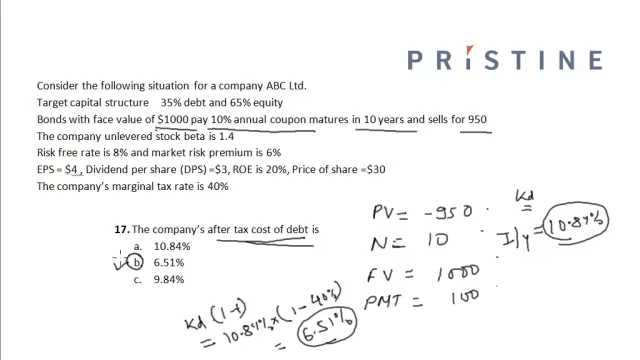 PRiSTINE
Consider the following situation for a company ABC Ltd.
Target capital structure 35% debt and 65% equity
Bonds with face value of $1000 pay 10% annual coupon matures in 10 years and sells for 950
The company unlevered stock beta is 1.4
Risk free rate is 8% and market risk premium is 6%
EPS = $4, Dividend per share (DPS) =$3, ROE is 20%, Price of share =$30
The company's marginal tax rate is 40%
17. The company's after tax cost of debt is
a. 10.84%
b. 6.51%
c. 9.84%
PV = -950
N = 10
FV = 1000
PMT = 100
Kd
=
I/y = 10.84%
Kd (1-t)
= 10.84% x (1-40%)
= 6.51%